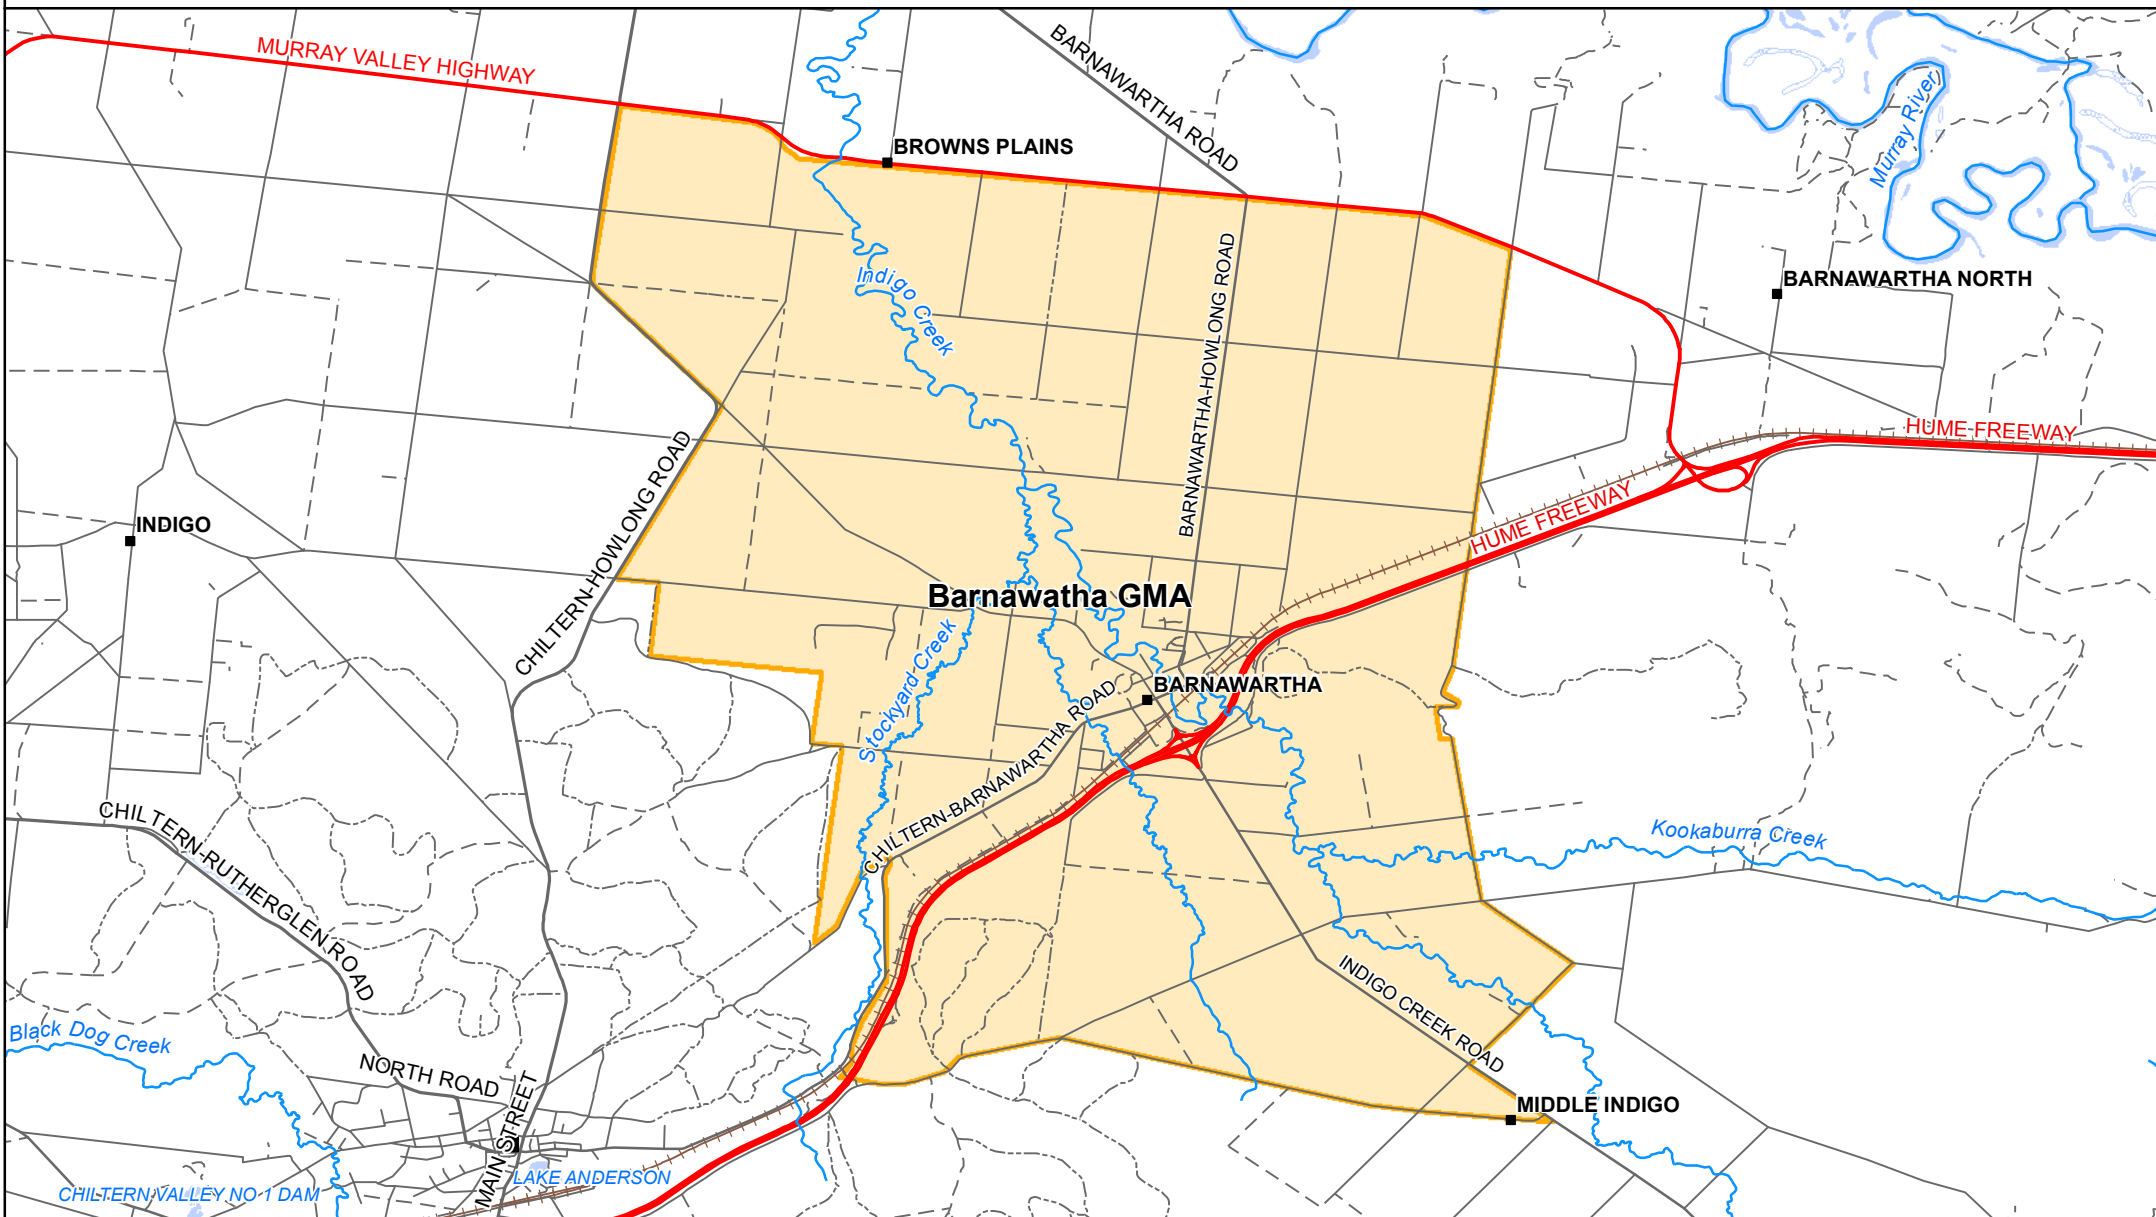 MURRAY VALLEY HIGHWAY
BARNAWARTHA ROAD
Murray River
BROWNS PLAINS
BARNAWARTHA NORTH
Indigo Creek
BARNAWARTHA-HOWLONG ROAD
HUME FREEWAY
HUME FREEWAY
INDIGO
CHILTERN-HOWLONG ROAD
Barnawatha GMA
Stockyard Creek
BARNAWARTHA
CHILTERN-BARNAWARTHA ROAD
CHILTERN-RUTHERGLEN ROAD
Kookaburra Creek
INDIGO CREEK ROAD
Black Dog Creek
NORTH ROAD
MAIN STREET
MIDDLE INDIGO
LAKE ANDERSON
CHILTERN VALLEY NO 1 DAM